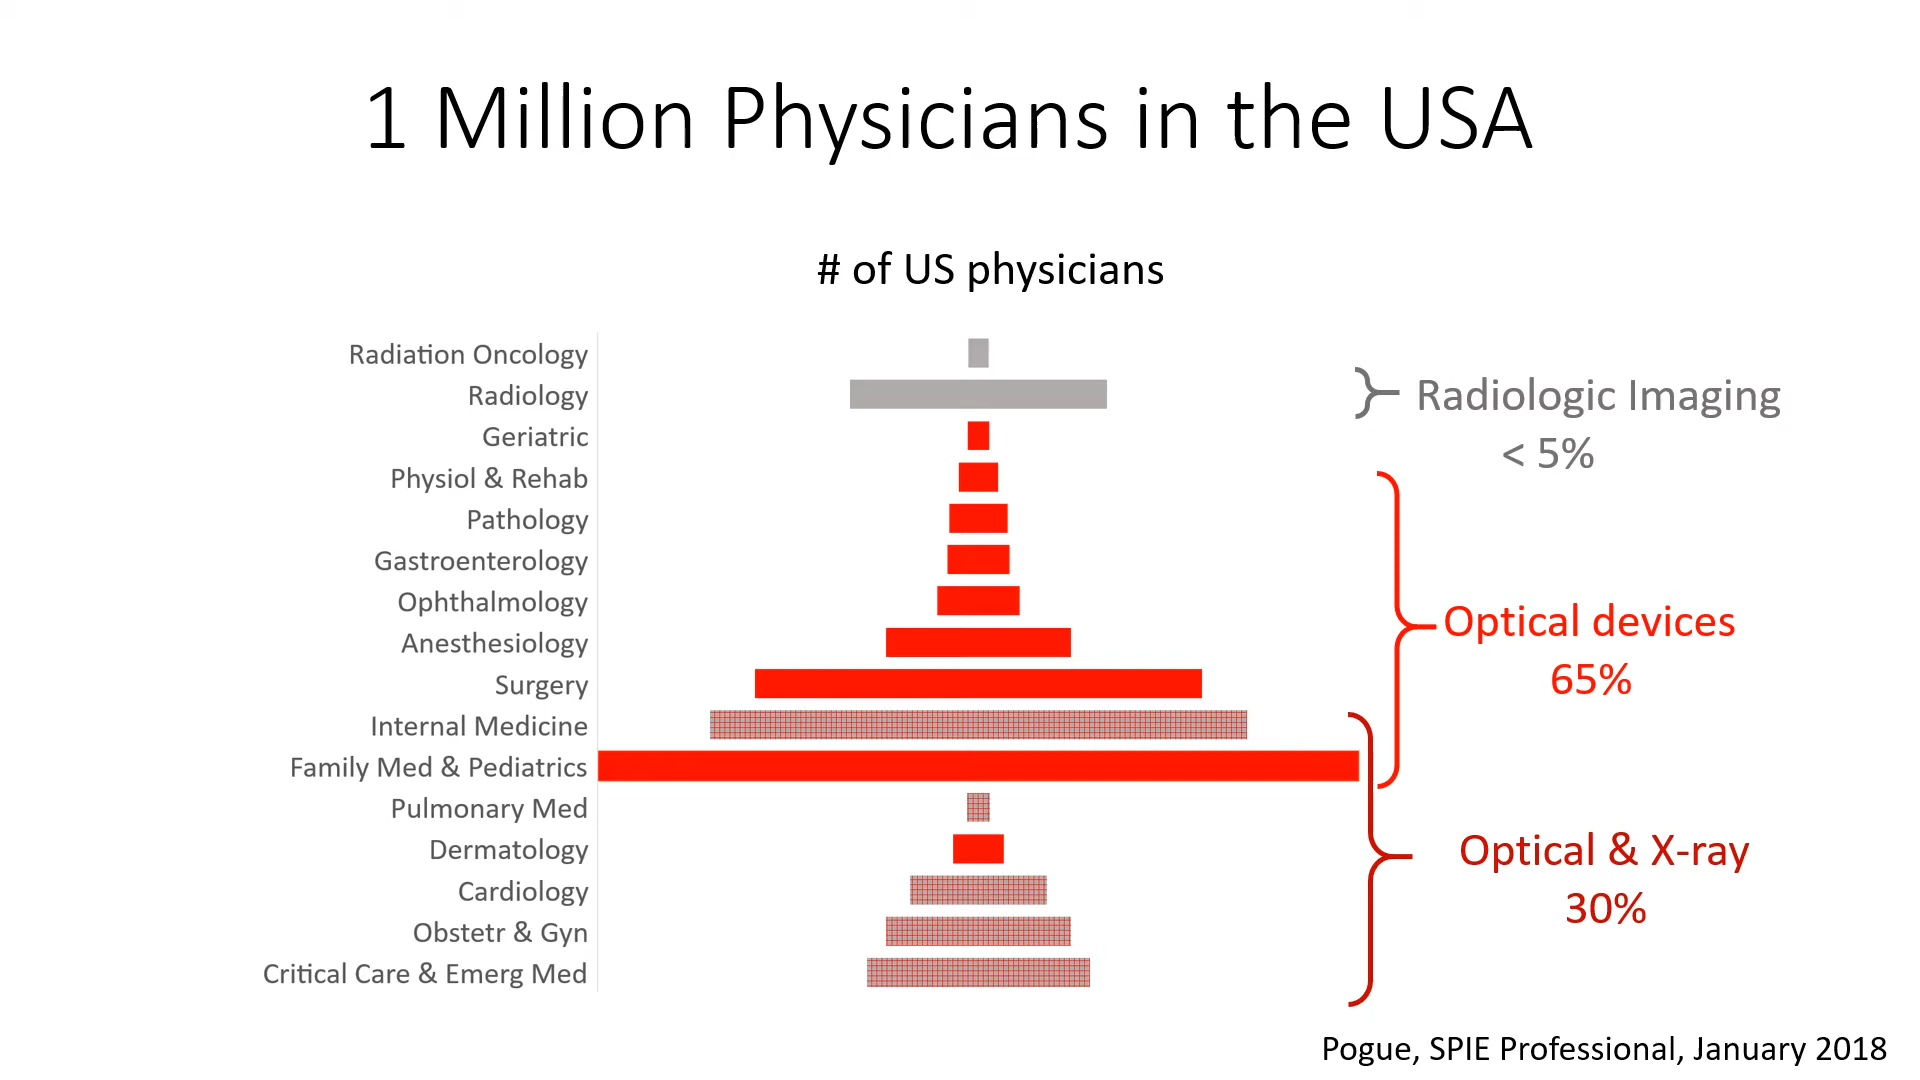 1 Million Physicians in the USA
# of US physicians
Radiation Oncology
Radiology
Geriatric
Physiol & Rehab
Pathology
Gastroenterology
Ophthalmology
Anesthesiology
Surgery
Internal Medicine
Family Med & Pediatrics
Pulmonary Med
Dermatology
Cardiology
Obstetr & Gyn
Critical Care & Emerg Med
Radiologic Imaging
< 5%
Optical devices
65%
Optical & X-ray
30%
Pogue, SPIE Professional, January 2018